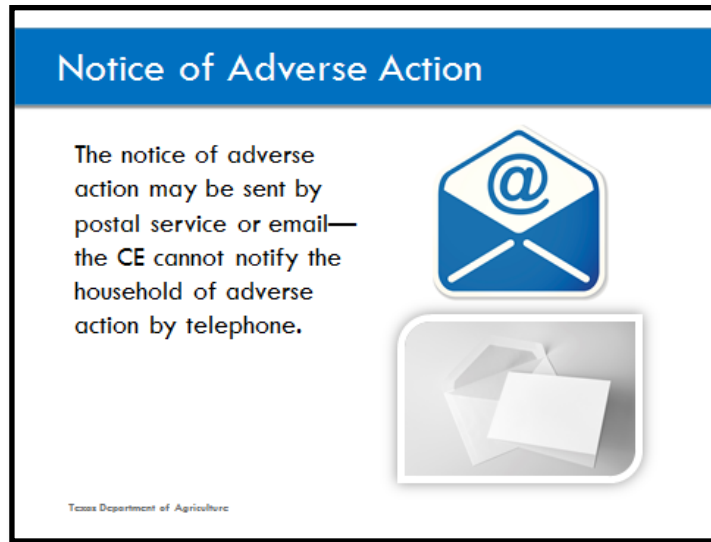 Notice of Adverse Action
The notice of adverse
action may be sent by
postal service or email—
the CE cannot notify the
household of adverse
action by telephone.
@
Texas Department of Agriculture